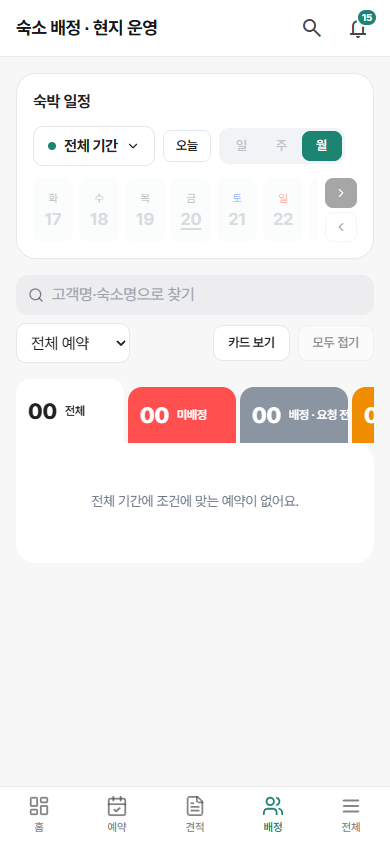 숙소 배정 · 현지 운영
15
숙박 일정
전체 기간
오늘
일 주 월
화 수 목 금 토 일
17 18 19 20 21 22
고객명·숙소명으로 찾기
전체 예약
카드 보기
모두 접기
00 전체
00 미배정
00 배정 · 요청 전
전체 기간에 조건에 맞는 예약이 없어요.
홈 예약 견적 배정 전체